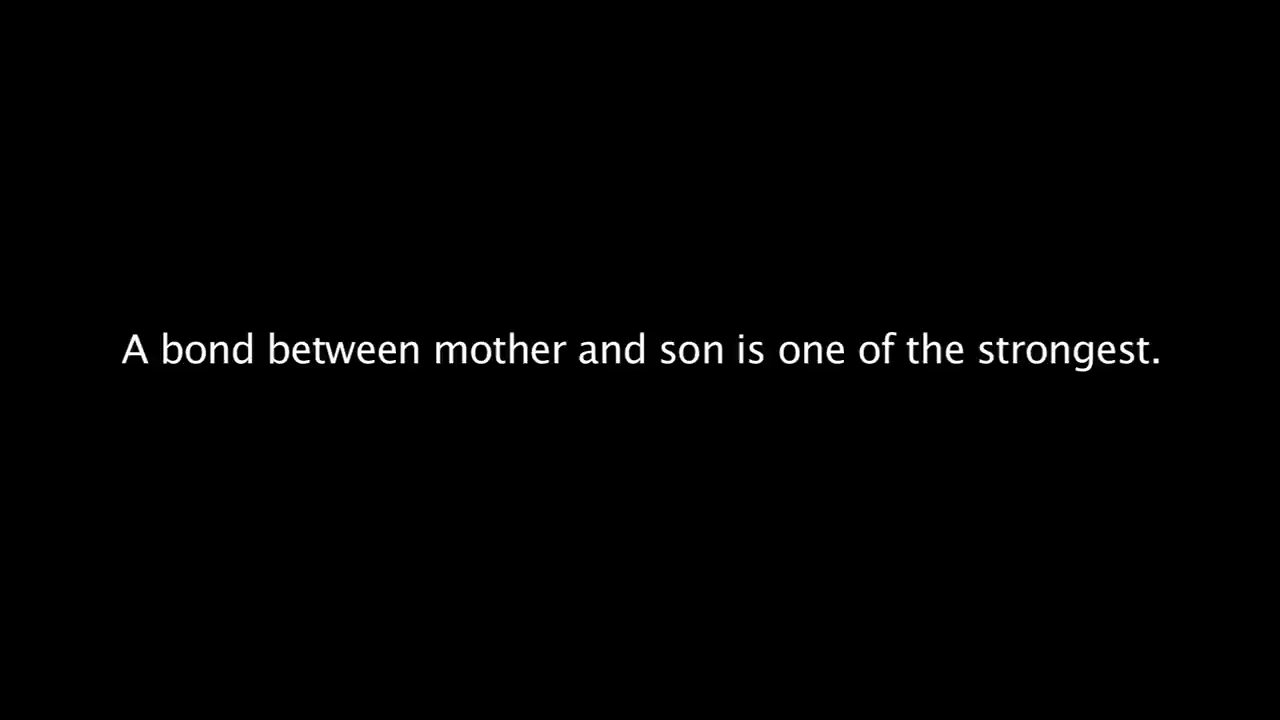 A bond between mother and son is one of the strongest.